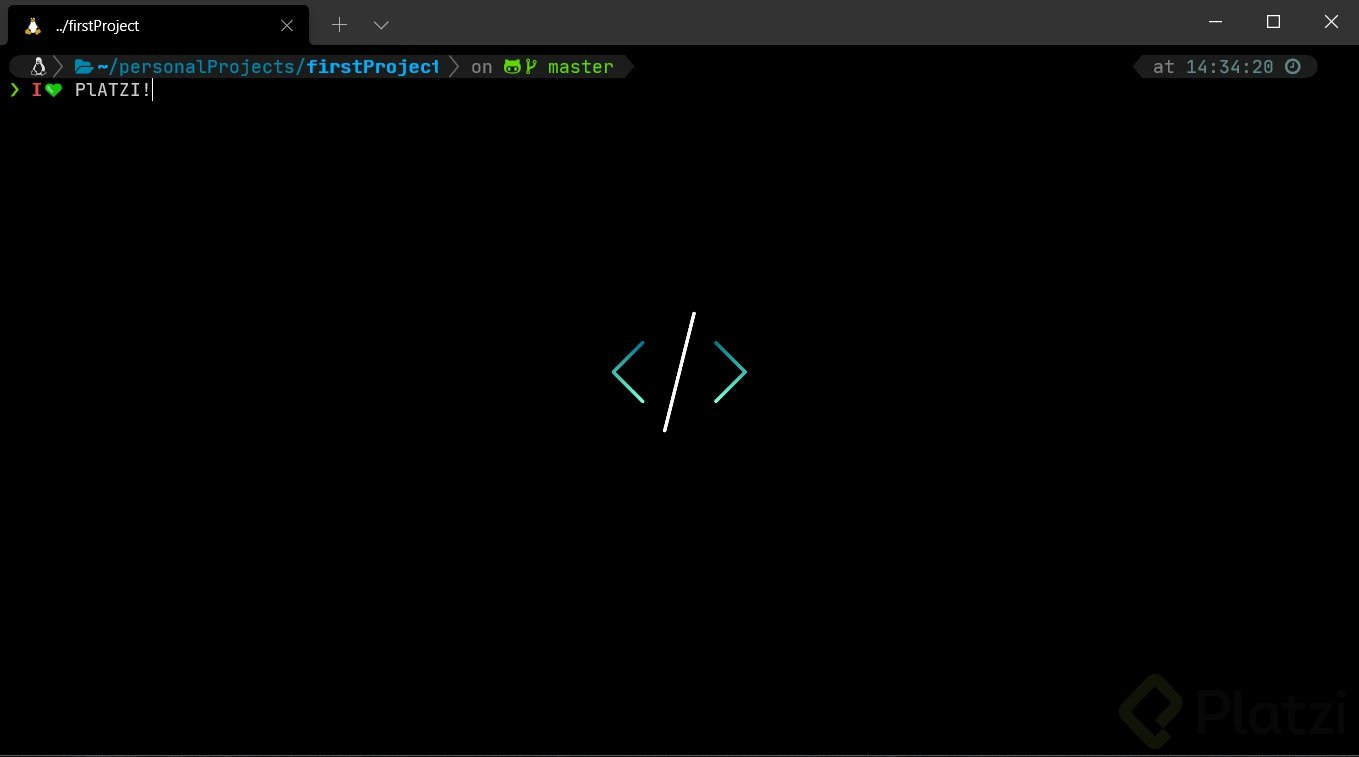 ../firstProject
~/personalProjects/firstProject on master at 14:34:20
❯ I💚 PlATZI!
</>
Platzi